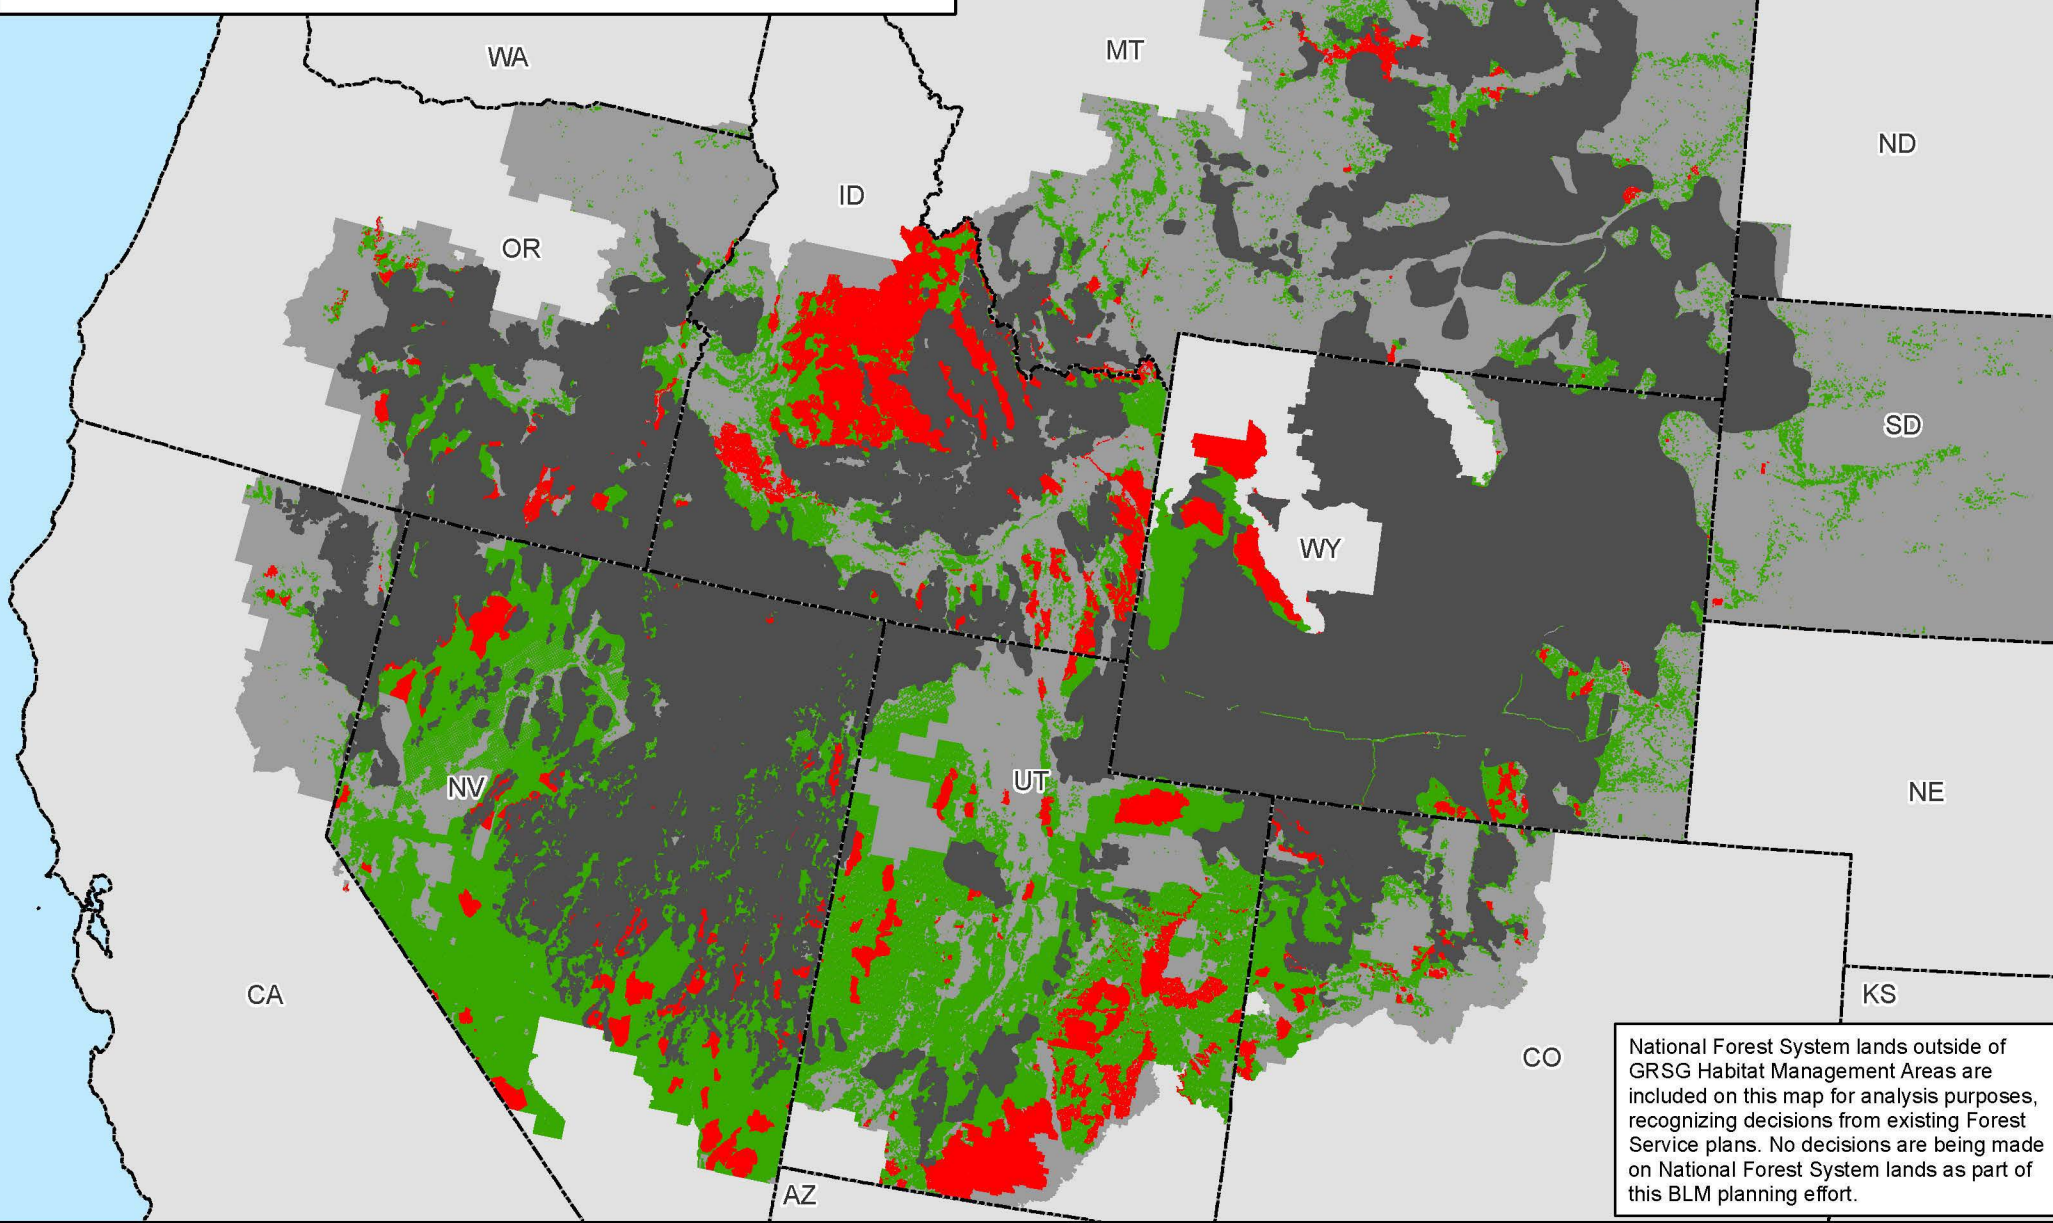 WA
MT
ND
ID
OR
SD
WY
NV
UT
NE
CA
KS
CO
AZ
National Forest System lands outside of
GRSG Habitat Management Areas are
included on this map for analysis purposes,
recognizing decisions from existing Forest
Service plans. No decisions are being made
on National Forest System lands as part of
this BLM planning effort.